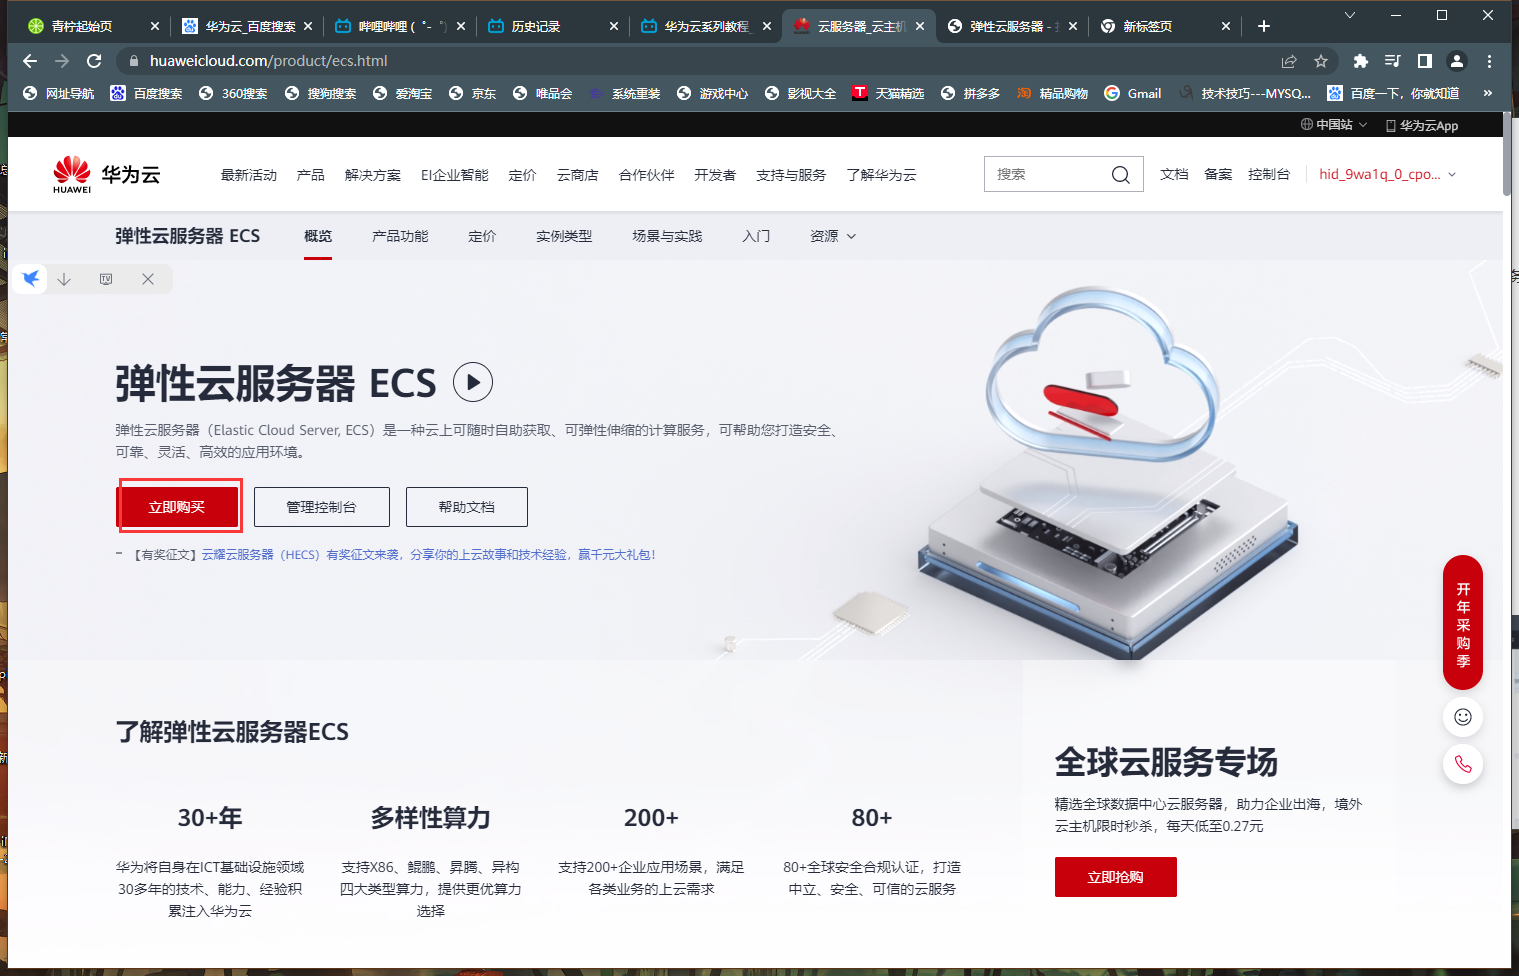 青柠起始页
华为云_百度搜索
哔哩哔哩 ( ゜- ゜)
历史记录
华为云系列教程_
云服务器_云主机
弹性云服务器 -
新标签页
huaweicloud.com/product/ecs.html
网址导航 百度搜索 360搜索 搜狗搜索 爱淘宝 京东 唯品会 系统重装 游戏中心 影视大全 天猫精选 拼多多 精品购物 Gmail 技术技巧---MYSQ... 百度一下，你就知道 »
中国站 华为云App
HUAWEI 华为云
最新活动 产品 解决方案 EI企业智能 定价 云商店 合作伙伴 开发者 支持与服务 了解华为云
搜索
文档 备案 控制台 hid_9wa1q_0_cpo...
弹性云服务器 ECS 概览 产品功能 定价 实例类型 场景与实践 入门 资源
TV
弹性云服务器 ECS
弹性云服务器（Elastic Cloud Server, ECS）是一种云上可随时自助获取、可弹性伸缩的计算服务，可帮助您打造安全、
可靠、灵活、高效的应用环境。
立即购买 管理控制台 帮助文档
【有奖征文】云耀云服务器（HECS）有奖征文来袭，分享你的上云故事和技术经验，赢千元大礼包！
开年采购季
了解弹性云服务器ECS
30+年
华为将自身在ICT基础设施领域
30多年的技术、能力、经验积
累注入华为云
多样性算力
支持X86、鲲鹏、昇腾、异构
四大类型算力，提供更优算力
选择
200+
支持200+企业应用场景，满足
各类业务的上云需求
80+
80+全球安全合规认证，打造
中立、安全、可信的云服务
全球云服务专场
精选全球数据中心云服务器，助力企业出海，境外
云主机限时秒杀，每天低至0.27元
立即抢购